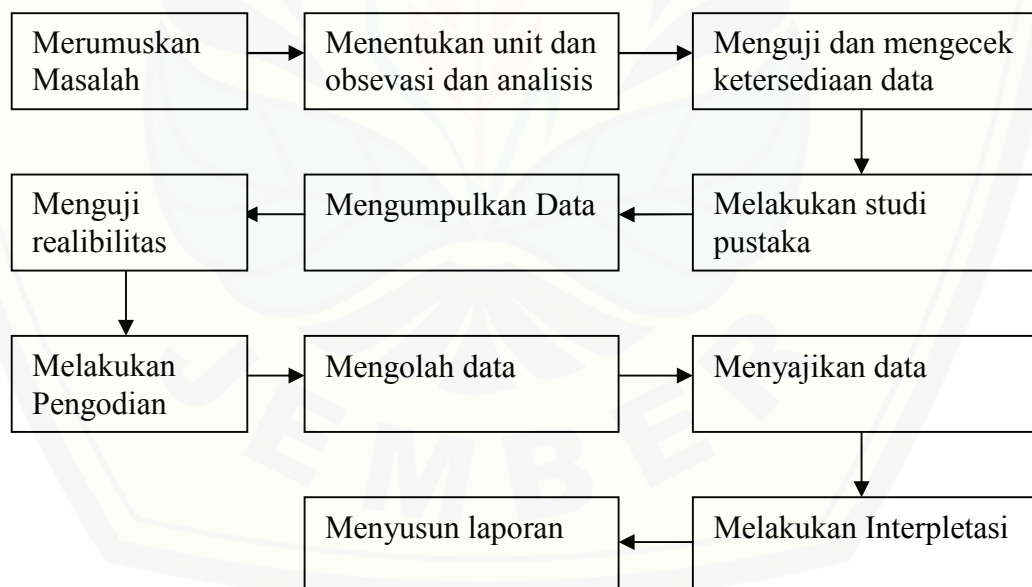 Merumuskan
Masalah
Menentukan unit dan
obsevasi dan analisis
Menguji dan mengecek
ketersediaan data
Melakukan studi
pustaka
Mengumpulkan Data
Menguji
realibilitas
Melakukan
Pengodian
Mengolah data
Menyajikan data
Melakukan Interpletasi
Menyusun laporan
JEMBER